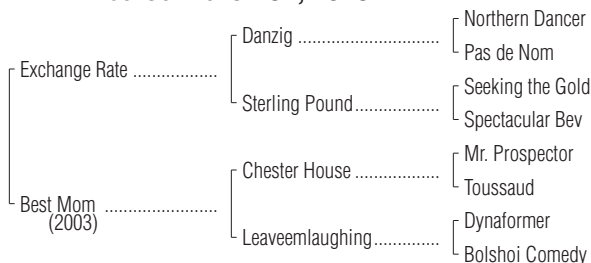 Northern Dancer
Danzig ................................
Pas de Nom
Exchange Rate ...................
Seeking the Gold
Sterling Pound...................
Spectacular Bev
Mr. Prospector
Chester House ...................
Toussaud
Best Mom .........................
(2003)
Dynaformer
Leaveemlaughing...............
Bolshoi Comedy